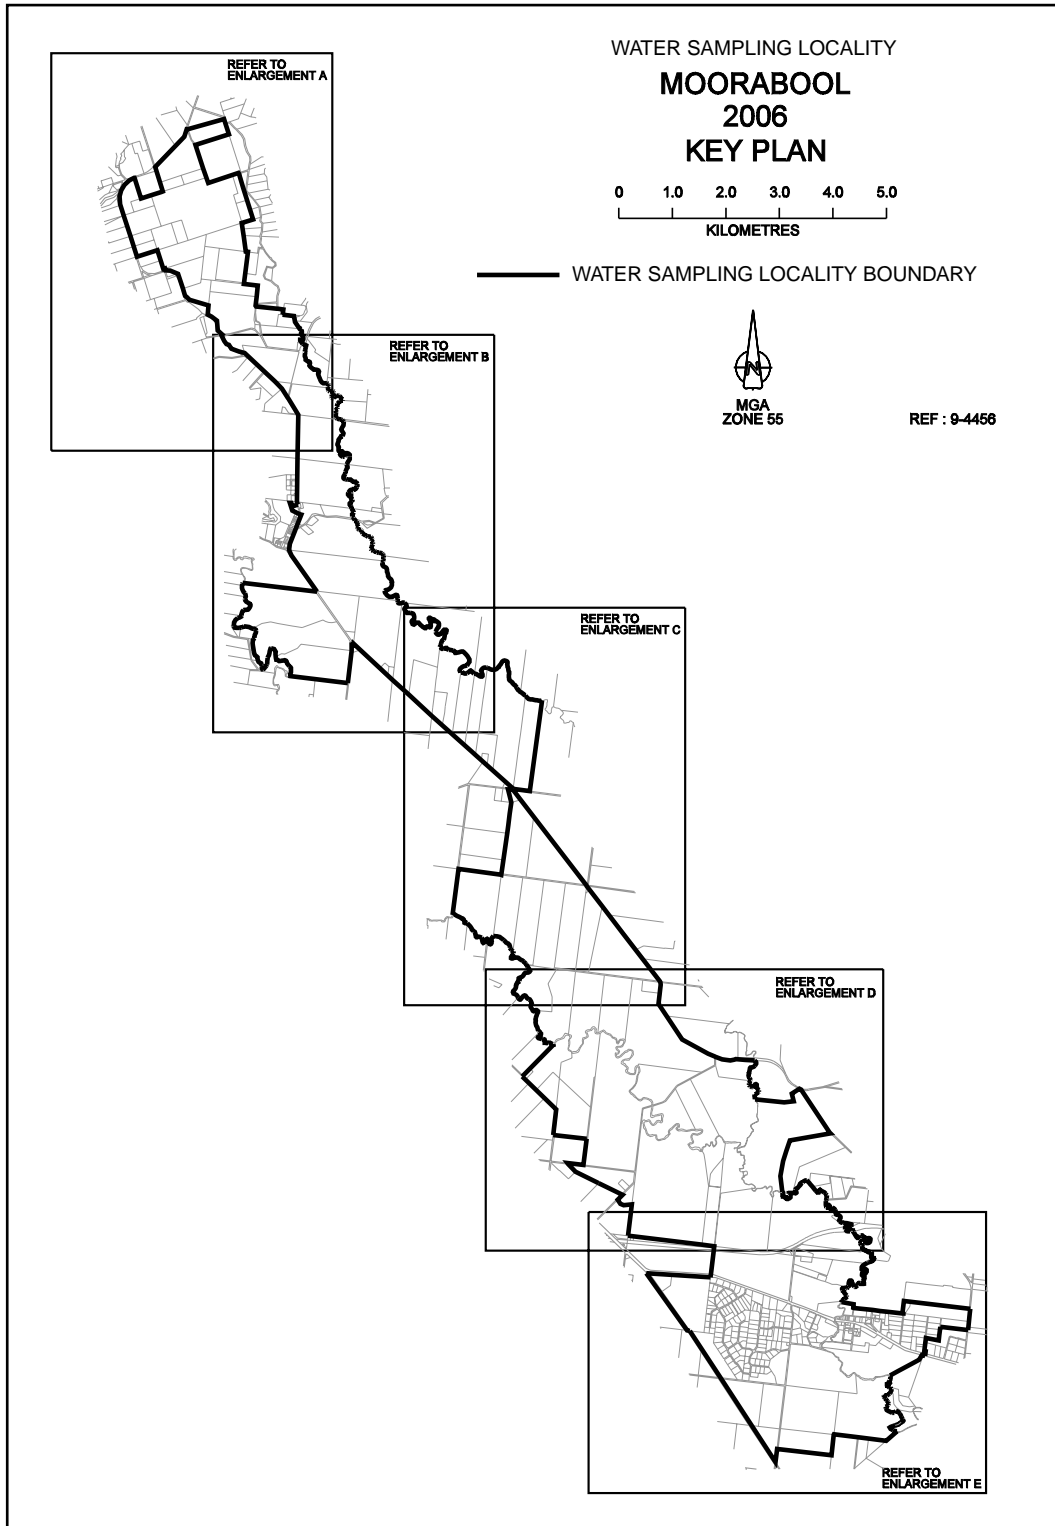 WATER SAMPLING LOCALITY
MOORABOOL
2006
KEY PLAN
0 1.0 2.0 3.0 4.0 5.0
KILOMETRES
WATER SAMPLING LOCALITY BOUNDARY
N
MGA
ZONE 55
REF : 9-4456
REFER TO
ENLARGEMENT A
REFER TO
ENLARGEMENT B
REFER TO
ENLARGEMENT C
REFER TO
ENLARGEMENT D
REFER TO
ENLARGEMENT E